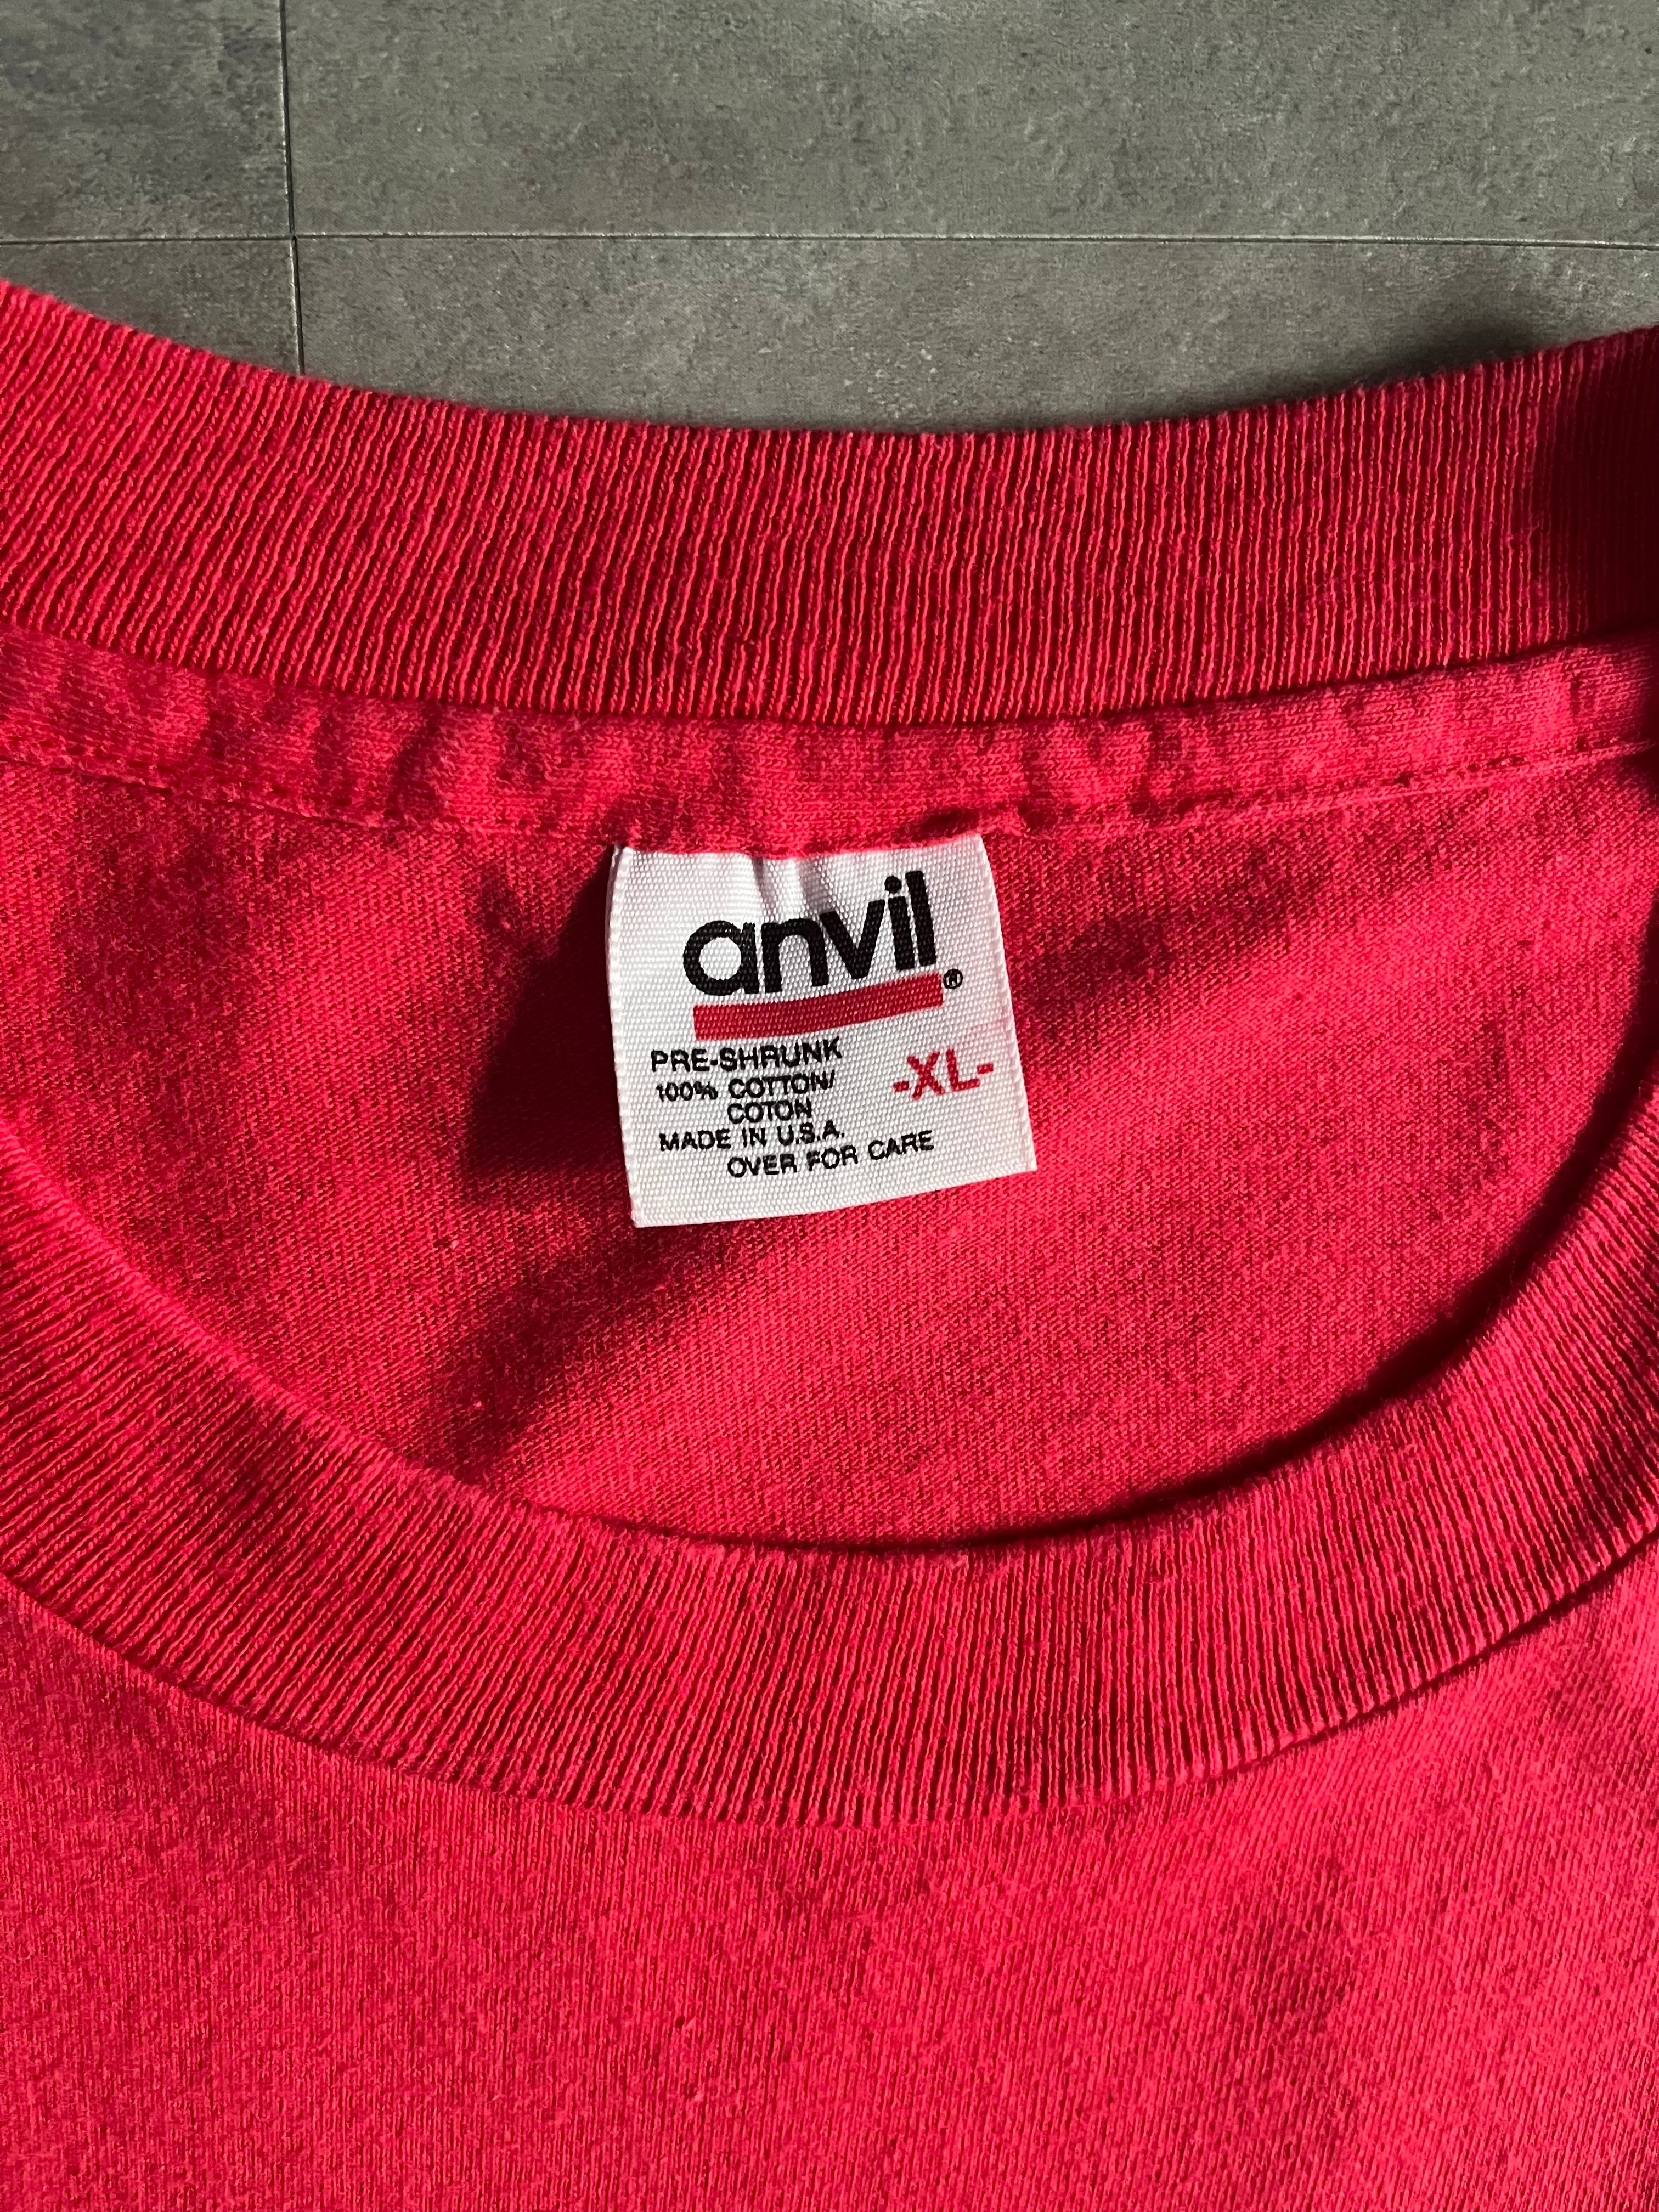 anvil®
PRE-SHRUNK
100% COTTON/
COTON
-XL-
MADE IN U.S.A.
OVER FOR CARE